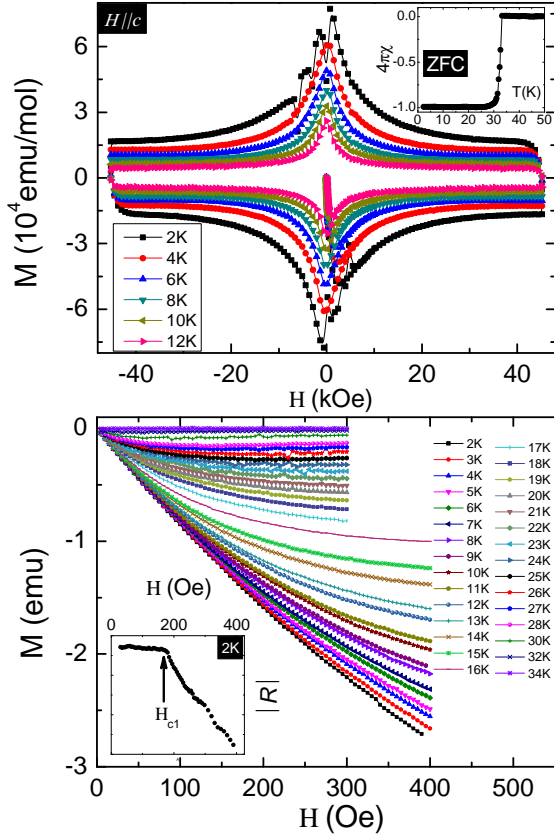 H//c
0.0
-0.5
-1.0
4πχ
ZFC
T(K)
0 10 20 30 40 50
6
3
0
-3
-6
M (10⁴ emu/mol)
2K
4K
6K
8K
10K
12K
-40 -20 0 20 40
H (kOe)
0
-1
-2
-3
M (emu)
2K
3K
4K
5K
6K
7K
8K
9K
10K
11K
12K
13K
14K
15K
16K
17K
18K
19K
20K
21K
22K
23K
24K
25K
26K
27K
28K
30K
32K
34K
H (Oe)
0 200 400
2K
H_c1
|R|
0 100 200 300 400 500
H (Oe)